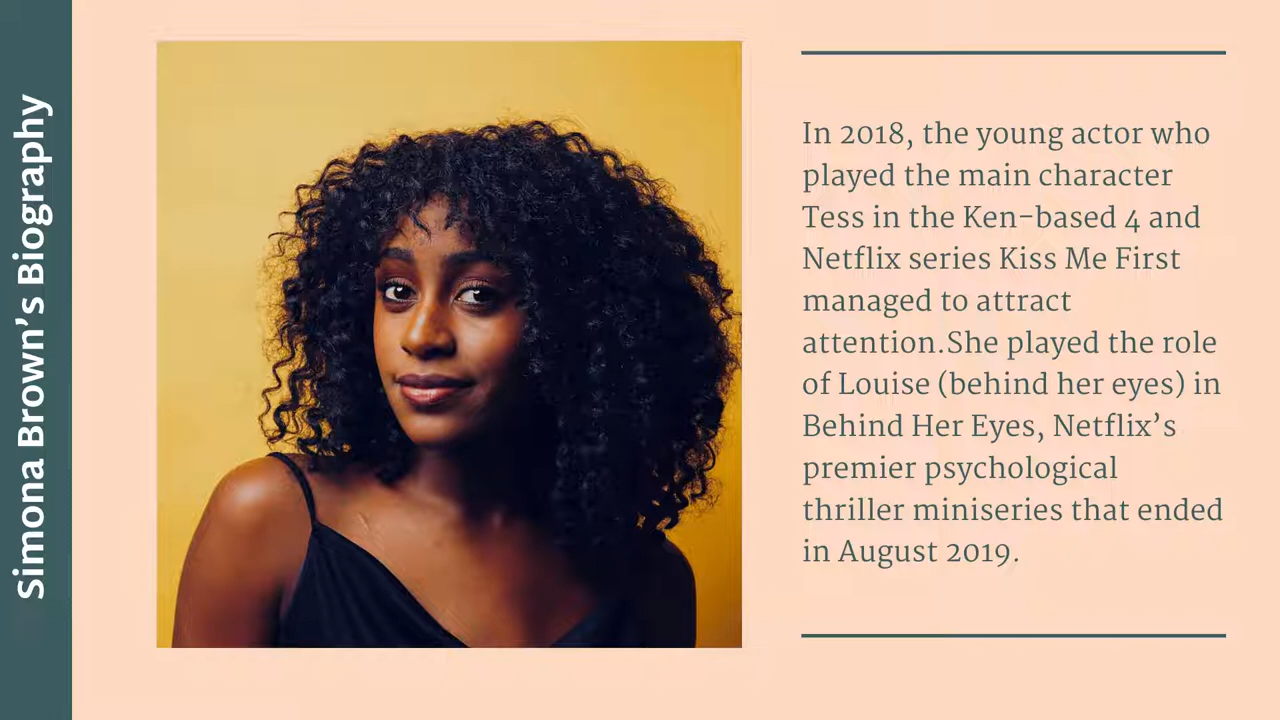 Simona Brown’s Biography
In 2018, the young actor who
played the main character
Tess in the Ken-based 4 and
Netflix series Kiss Me First
managed to attract
attention.She played the role
of Louise (behind her eyes) in
Behind Her Eyes, Netflix’s
premier psychological
thriller miniseries that ended
in August 2019.